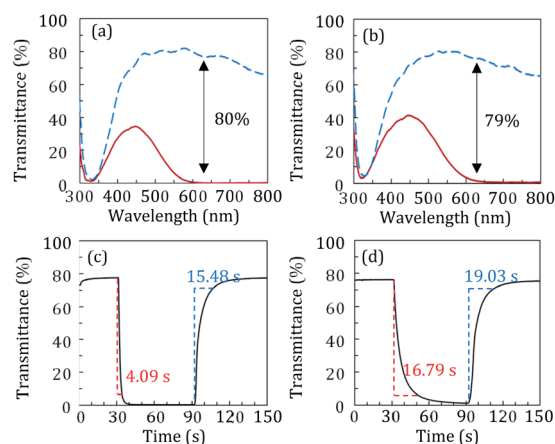 (a)
Transmittance (%)
100
80
60
40
20
0
80%
300 400 500 600 700 800
Wavelength (nm)
(b)
Transmittance (%)
100
80
60
40
20
0
79%
300 400 500 600 700 800
Wavelength (nm)
(c)
Transmittance (%)
100
80
60
40
20
0
15.48 s
4.09 s
0 30 60 90 120 150
Time (s)
(d)
Transmittance (%)
100
80
60
40
20
0
19.03 s
16.79 s
0 30 60 90 120 150
Time (s)